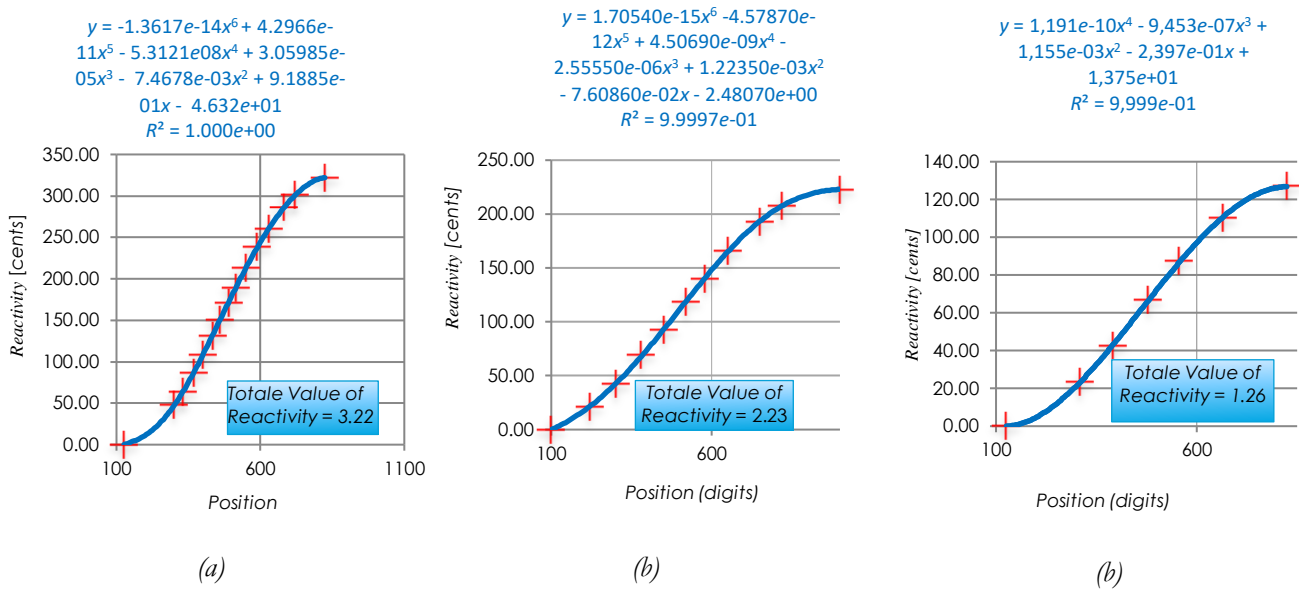 y = -1.3617e-14x⁶ + 4.2966e-
11x⁵ - 5.3121e08x⁴ + 3.05985e-
05x³ - 7.4678e-03x² + 9.1885e-
01x - 4.632e+01
R² = 1.000e+00
350.00
300.00
250.00
200.00
150.00
100.00
50.00
0.00
Reactivity [cents]
Totale Value of
Reactivity = 3.22
100 600 1100
Position
(a)
y = 1.70540e-15x⁶ -4.57870e-
12x⁵ + 4.50690e-09x⁴ -
2.55550e-06x³ + 1.22350e-03x²
- 7.60860e-02x - 2.48070e+00
R² = 9.9997e-01
250.00
200.00
150.00
100.00
50.00
0.00
Reactivity [cents]
Totale Value of
Reactivity = 2.23
100 600
Position (digits)
(b)
y = 1,191e-10x⁴ - 9,453e-07x³ +
1,155e-03x² - 2,397e-01x +
1,375e+01
R² = 9,999e-01
140.00
120.00
100.00
80.00
60.00
40.00
20.00
0.00
Reactivity [cents]
Totale Value of
Reactivity = 1.26
100 600
Position (digits)
(b)